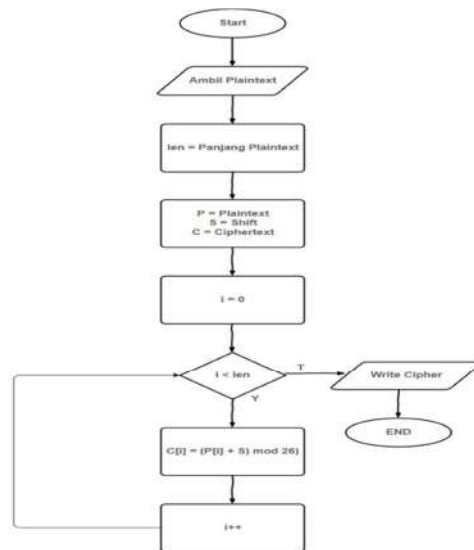 Start
Ambil Plaintext
len = Panjang Plaintext
P = Plaintext
S = Shift
C = Ciphertext
i = 0
i < len
T
Write Cipher
Y
END
C[i] = (P[i] + S) mod 26)
i++